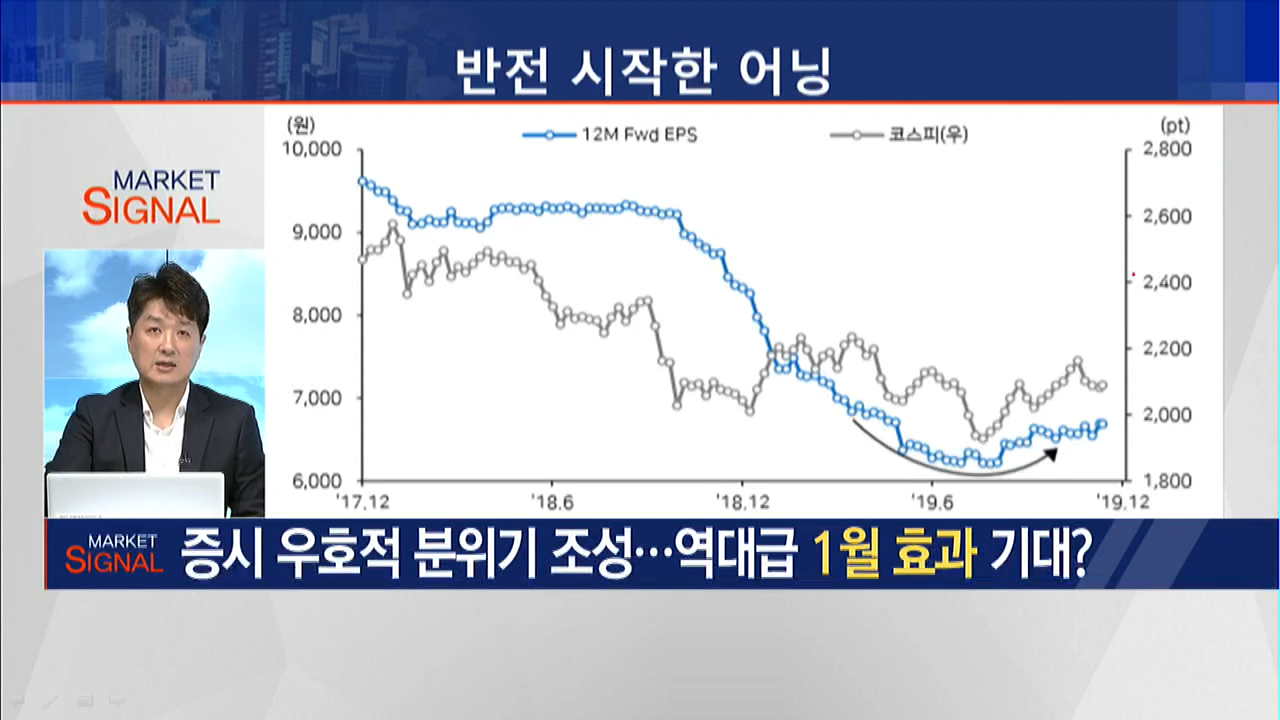 반전 시작한 어닝
MARKET
SIGNAL
(원)
12M Fwd EPS
코스피(우)
(pt)
10,000
9,000
8,000
7,000
6,000
2,800
2,600
2,400
2,200
2,000
1,800
'17.12
'18.6
'18.12
'19.6
'19.12
MARKET
SIGNAL
증시 우호적 분위기 조성…역대급 1월 효과 기대?